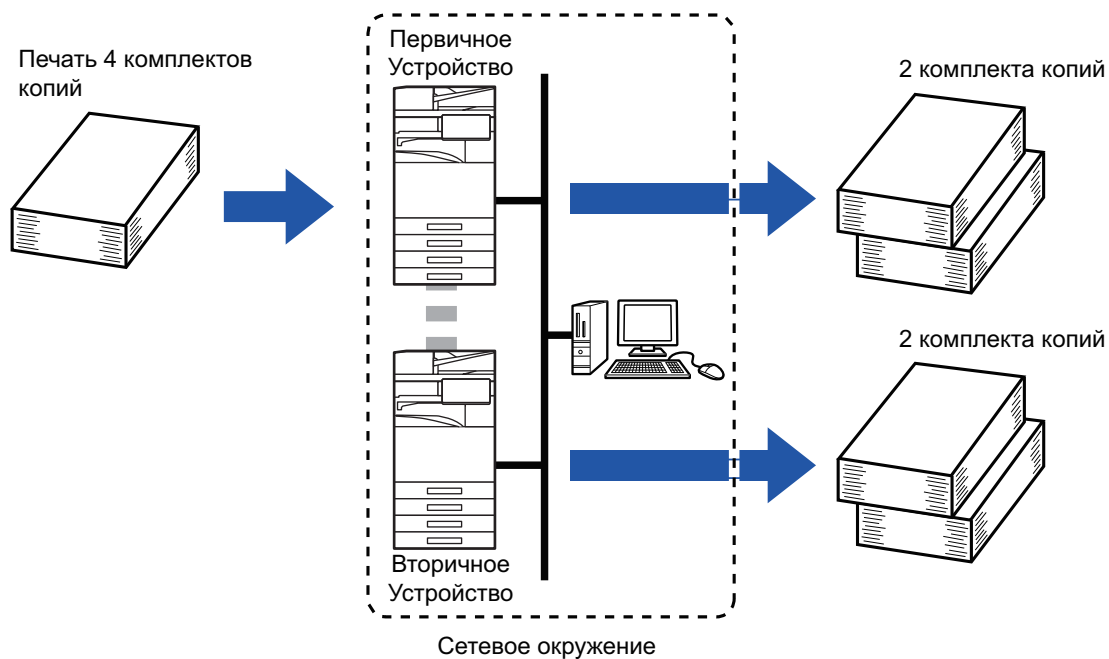 Печать 4 комплектов
копий
Первичное
Устройство
2 комплекта копий
2 комплекта копий
Вторичное
Устройство
Сетевое окружение